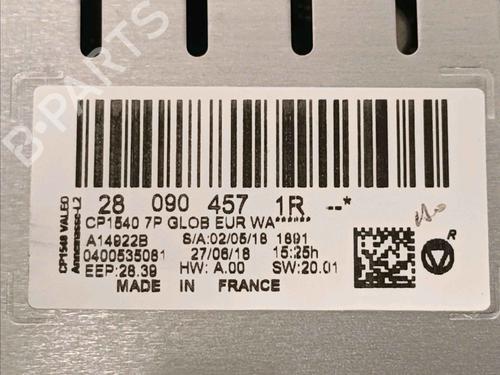 B-PARTS
CP1540 VALEO
Annemasse-L2
28 090 457 1R --*
CP1540 7P GLOB EUR WA******
A14922B S/A:02/05/18 1891
0400535081 27/06/18 15:25h
EEP:28.39 HW: A.00 SW:20.01
MADE IN FRANCE
R